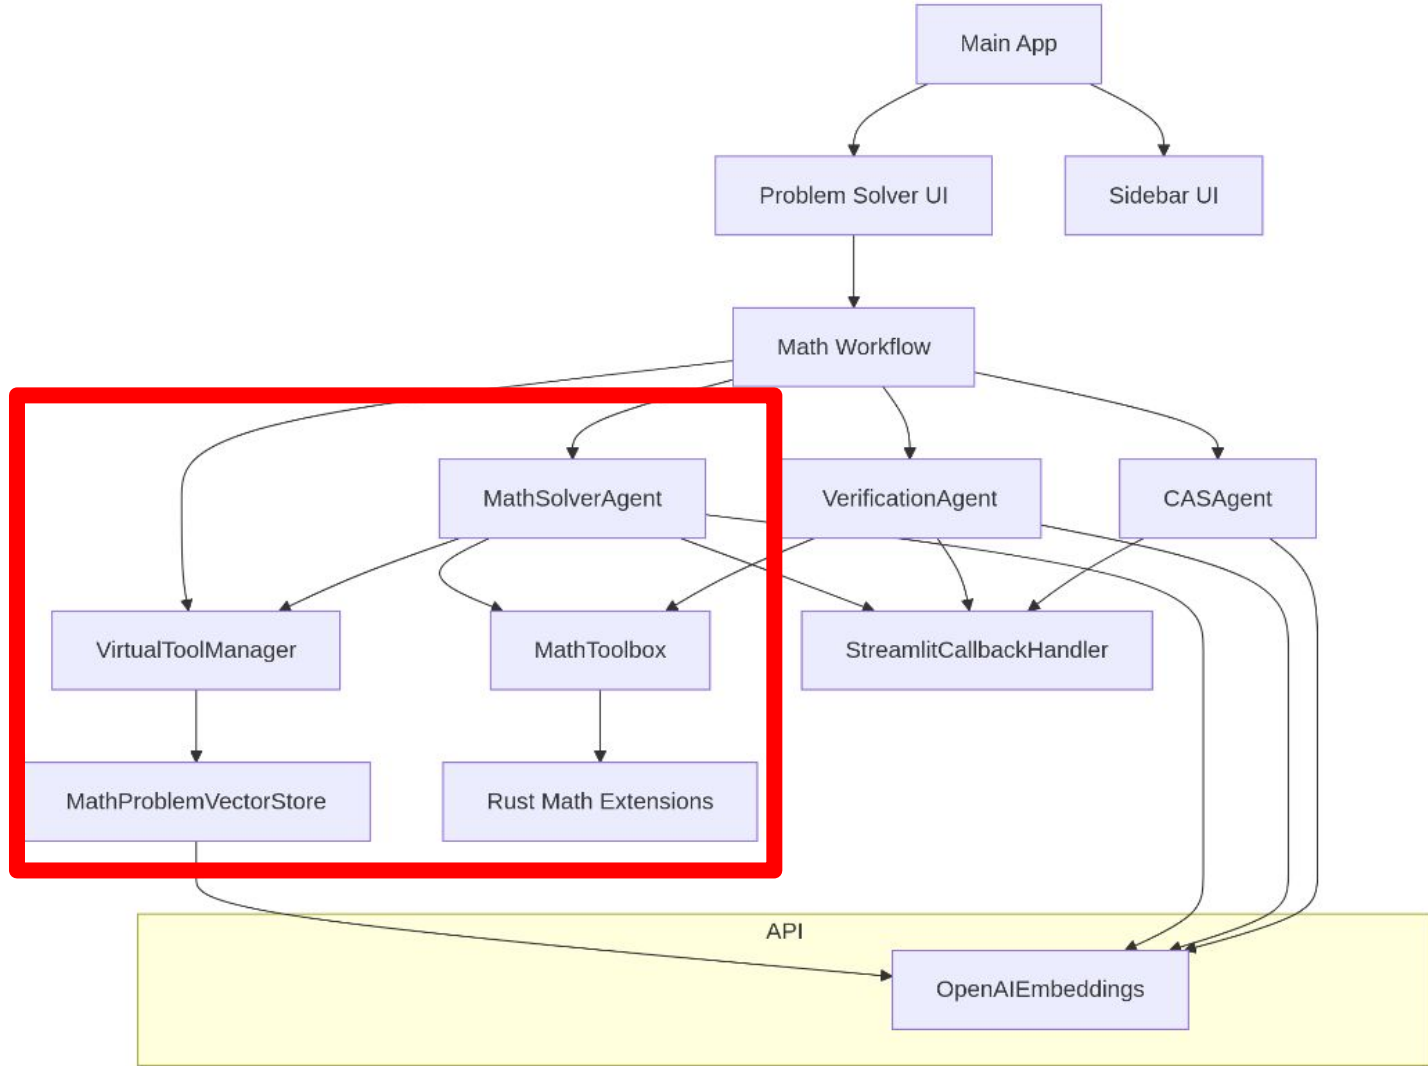 Main App
Problem Solver UI
Sidebar UI
Math Workflow
MathSolverAgent
VerificationAgent
CASAgent
VirtualToolManager
MathToolbox
StreamlitCallbackHandler
MathProblemVectorStore
Rust Math Extensions
API
OpenAIEmbeddings